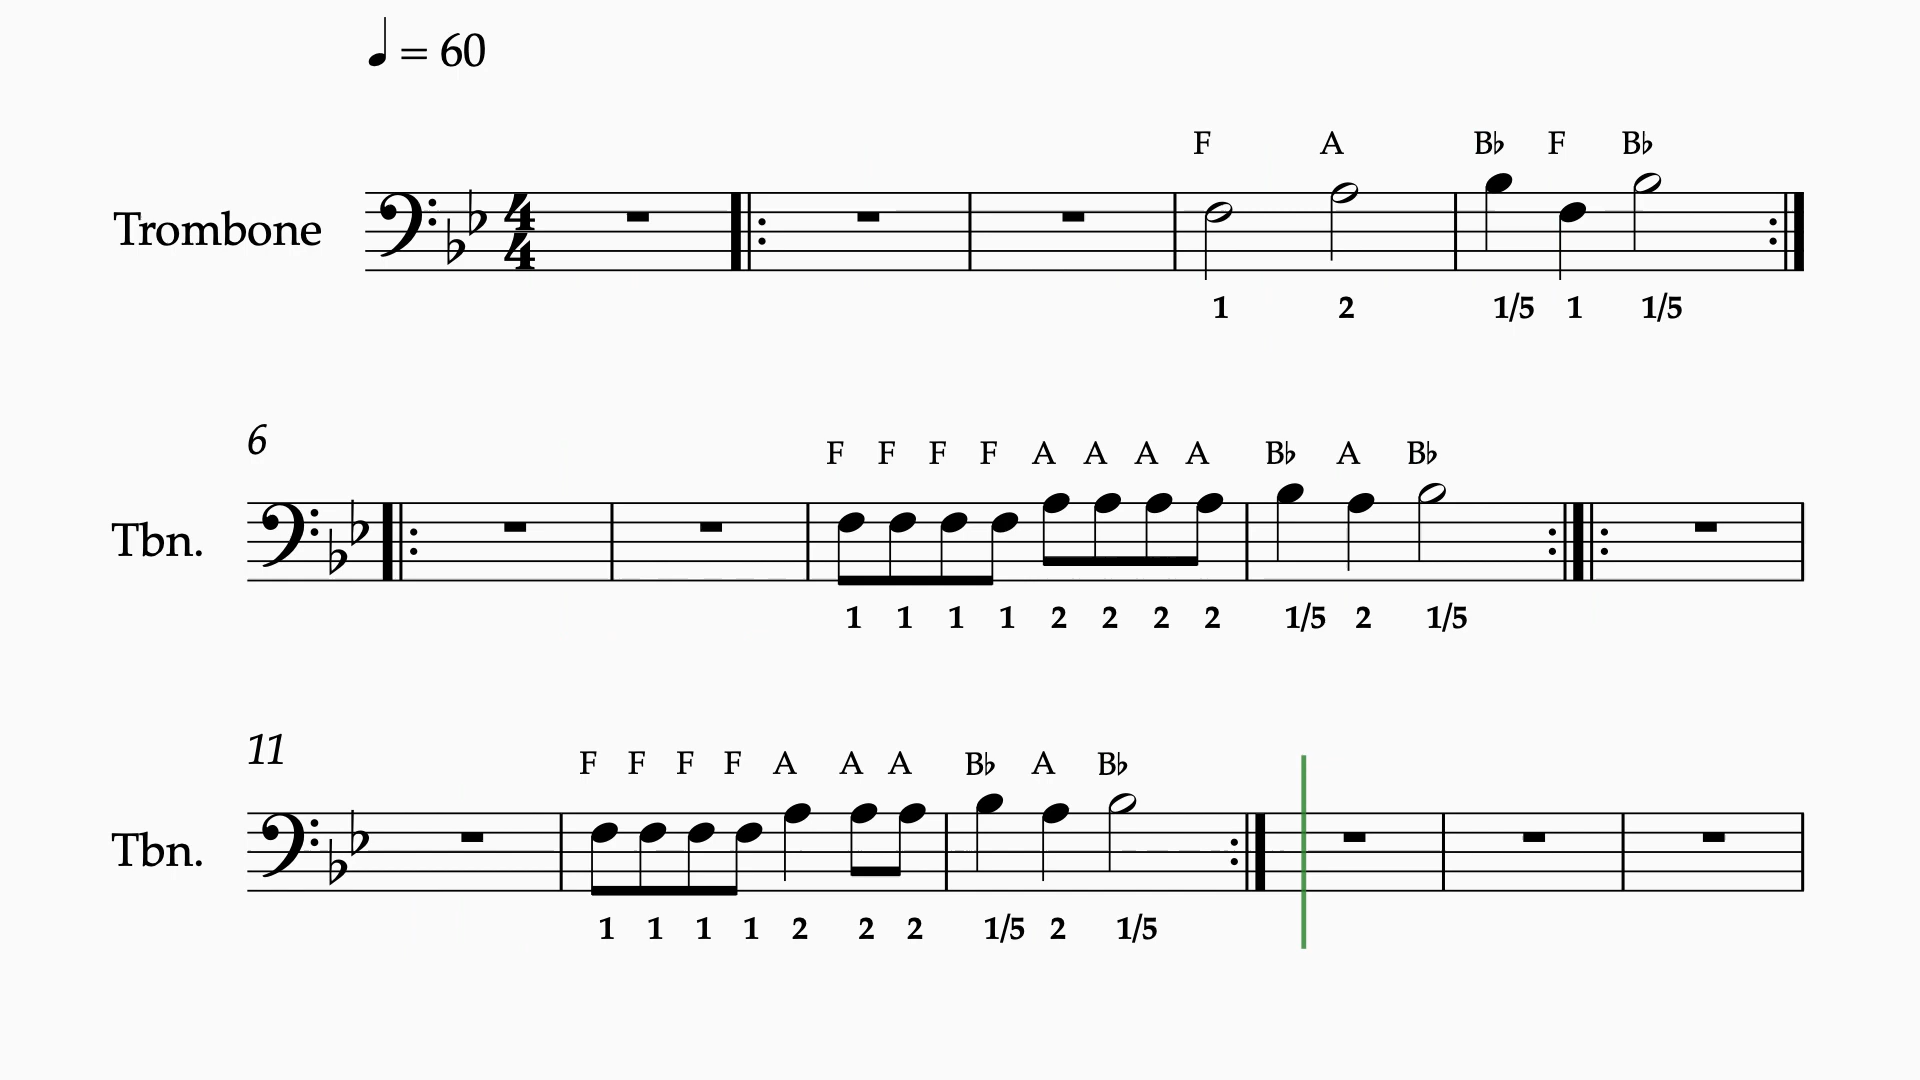 ♩ = 60
F A B♭ F B♭
Trombone
4/4
1 2 1/5 1 1/5
6
F F F F A A A A B♭ A B♭
Tbn.
1 1 1 1 2 2 2 2 1/5 2 1/5
11
F F F F A A A B♭ A B♭
Tbn.
1 1 1 1 2 2 2 1/5 2 1/5